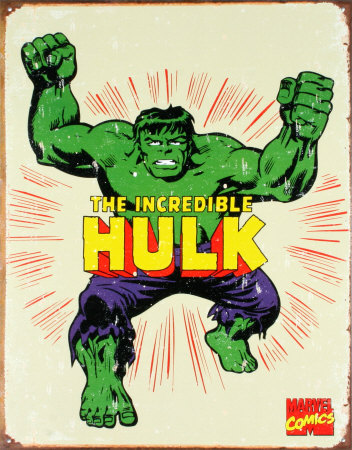 THE INCREDIBLE
HULK
MARVEL
COMICS